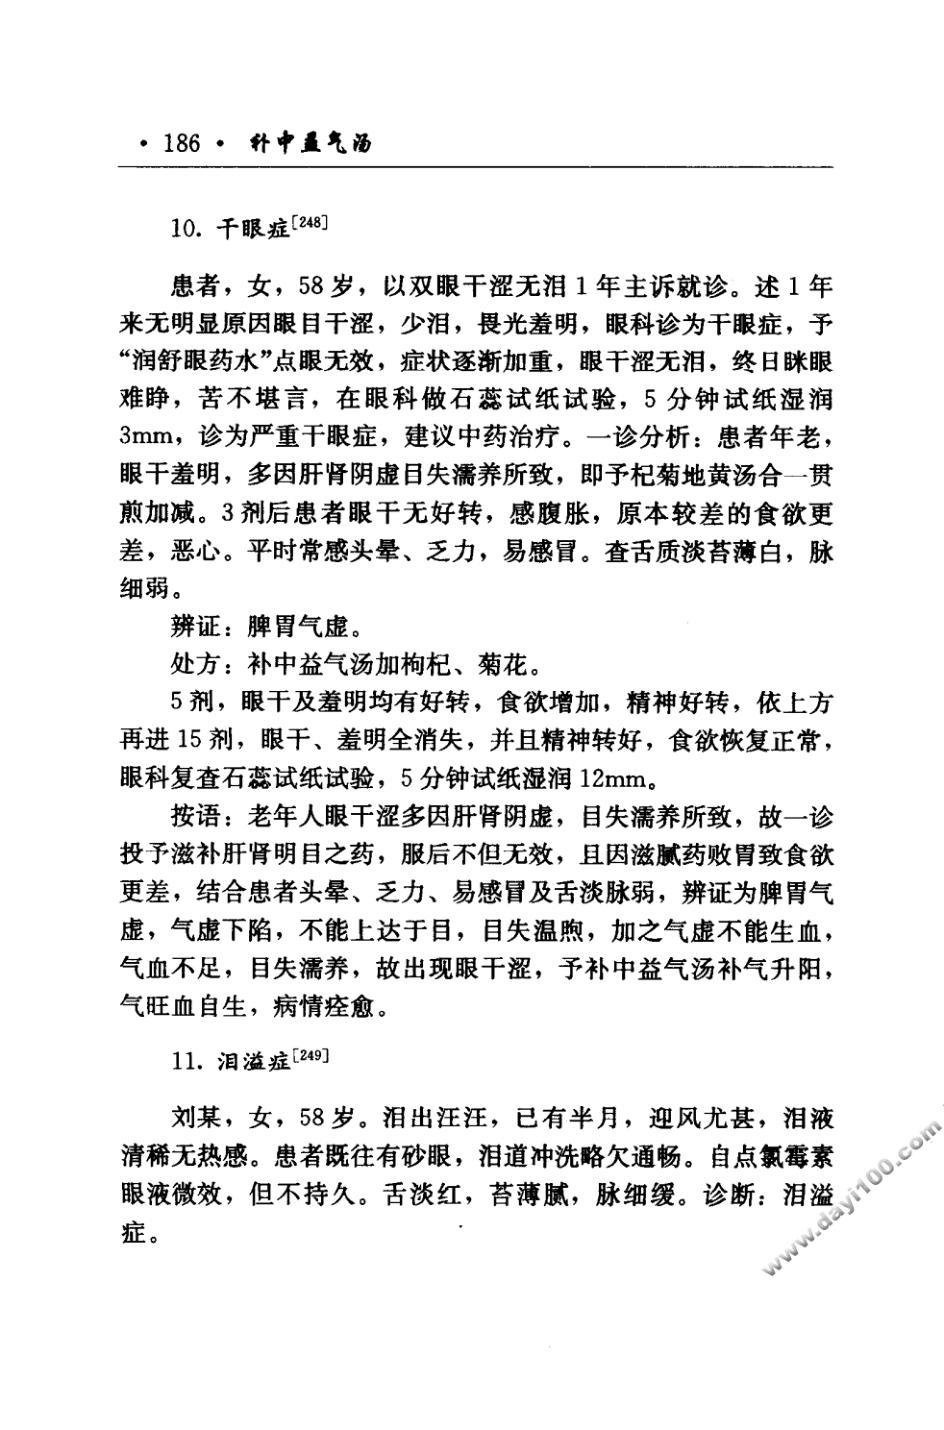 · 186 · 补中益气汤
10. 干眼症[248]
患者，女，58岁，以双眼干涩无泪1年主诉就诊。述1年
来无明显原因眼目干涩，少泪，畏光羞明，眼科诊为干眼症，予
“润舒眼药水”点眼无效，症状逐渐加重，眼干涩无泪，终日眯眼
难睁，苦不堪言，在眼科做石蕊试纸试验，5分钟试纸湿润
3mm，诊为严重干眼症，建议中药治疗。一诊分析：患者年老，
眼干羞明，多因肝肾阴虚目失濡养所致，即予杞菊地黄汤合一贯
煎加减。3剂后患者眼干无好转，感腹胀，原本较差的食欲更
差，恶心。平时常感头晕、乏力，易感冒。查舌质淡苔薄白，脉
细弱。
辨证：脾胃气虚。
处方：补中益气汤加枸杞、菊花。
5剂，眼干及羞明均有好转，食欲增加，精神好转，依上方
再进15剂，眼干、羞明全消失，并且精神转好，食欲恢复正常，
眼科复查石蕊试纸试验，5分钟试纸湿润12mm。
按语：老年人眼干涩多因肝肾阴虚，目失濡养所致，故一诊
投予滋补肝肾明目之药，服后不但无效，且因滋腻药败胃致食欲
更差，结合患者头晕、乏力、易感冒及舌淡脉弱，辨证为脾胃气
虚，气虚下陷，不能上达于目，目失温煦，加之气虚不能生血，
气血不足，目失濡养，故出现眼干涩，予补中益气汤补气升阳，
气旺血自生，病情痊愈。
11. 泪溢症[249]
刘某，女，58岁。泪出汪汪，已有半月，迎风尤甚，泪液
清稀无热感。患者既往有砂眼，泪道冲洗略欠通畅。自点氯霉素
眼液微效，但不持久。舌淡红，苔薄腻，脉细缓。诊断：泪溢
症。
www.dayi100.com